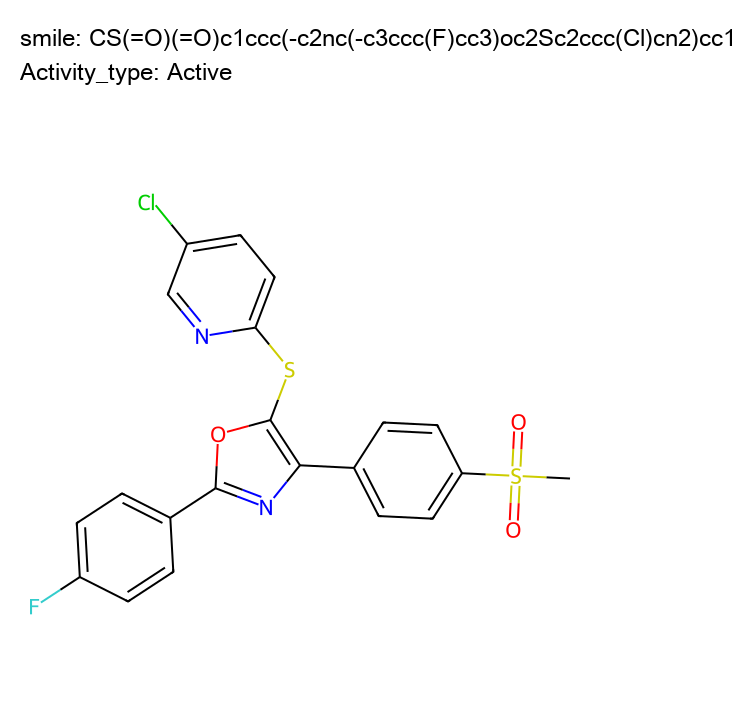 smile: CS(=O)(=O)c1ccc(-c2nc(-c3ccc(F)cc3)oc2Sc2ccc(Cl)cn2)cc1
Activity_type: Active
Cl
N
S
O
O
S
N
O
F